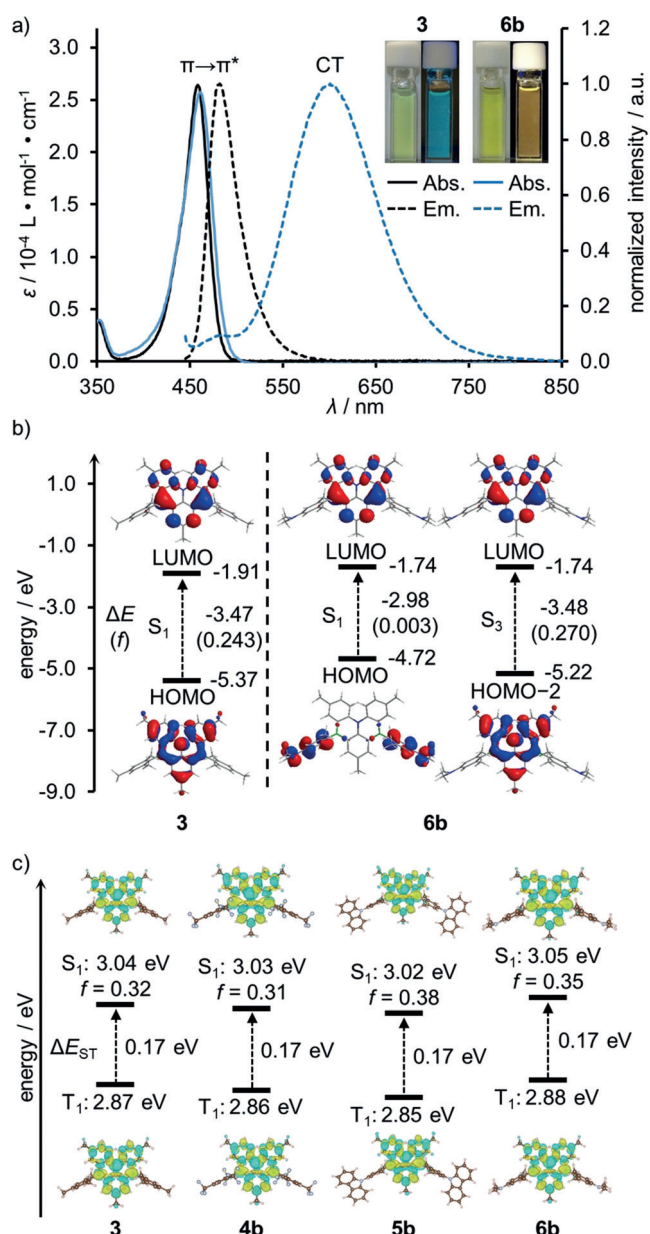 a)
3 6b
π→π*
CT
Abs. Abs.
Em. Em.
3.0
2.5
2.0
1.5
1.0
0.5
0.0
ε / 10⁻⁴ L • mol⁻¹ • cm⁻¹
1.2
1.0
0.8
0.6
0.4
0.2
0.0
normalized intensity / a.u.
350 450 550 650 750 850
λ / nm
b)
1.0
-1.0
-3.0
-5.0
-7.0
-9.0
energy / eV
LUMO
-1.91
ΔE
(f)
S₁
-3.47
(0.243)
-5.37
HOMO
3
LUMO
-1.74
S₁
-2.98
(0.003)
-4.72
HOMO
LUMO
-1.74
S₃
-3.48
(0.270)
-5.22
HOMO−2
6b
c)
energy / eV
S₁: 3.04 eV
f = 0.32
ΔE_ST
0.17 eV
T₁: 2.87 eV
3
S₁: 3.03 eV
f = 0.31
0.17 eV
T₁: 2.86 eV
4b
S₁: 3.02 eV
f = 0.38
0.17 eV
T₁: 2.85 eV
5b
S₁: 3.05 eV
f = 0.35
0.17 eV
T₁: 2.88 eV
6b